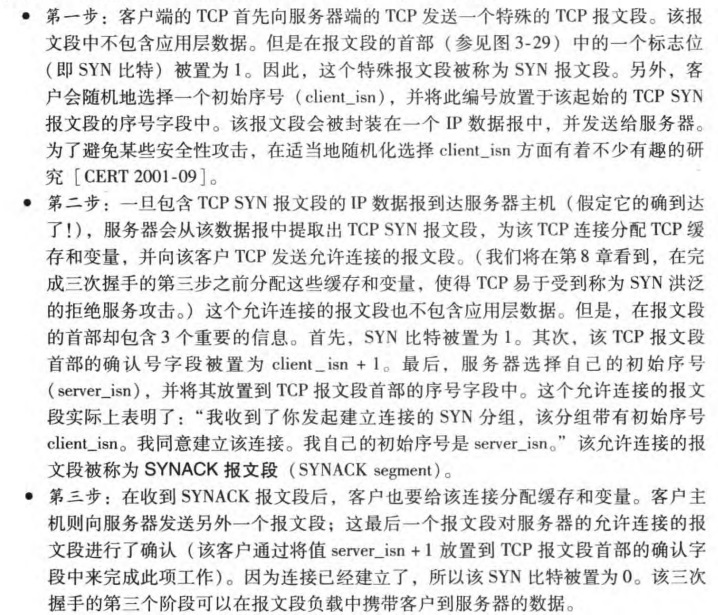 • 第一步：客户端的 TCP 首先向服务器端的 TCP 发送一个特殊的 TCP 报文段。该报
文段中不包含应用层数据。但是在报文段的首部（参见图 3-29）中的一个标志位
（即 SYN 比特）被置为 1。因此，这个特殊报文段被称为 SYN 报文段。另外，客
户会随机地选择一个初始序号（client_isn），并将此编号放置于该起始的 TCP SYN
报文段的序号字段中。该报文段会被封装在一个 IP 数据报中，并发送给服务器。
为了避免某些安全性攻击，在适当地随机化选择 client_isn 方面有着不少有趣的研
究［CERT 2001-09］。
• 第二步：一旦包含 TCP SYN 报文段的 IP 数据报到达服务器主机（假定它的确到达
了！），服务器会从该数据报中提取出 TCP SYN 报文段，为该 TCP 连接分配 TCP 缓
存和变量，并向该客户 TCP 发送允许连接的报文段。（我们将在第 8 章看到，在完
成三次握手的第三步之前分配这些缓存和变量，使得 TCP 易于受到称为 SYN 洪泛
的拒绝服务攻击。）这个允许连接的报文段也不包含应用层数据。但是，在报文段
的首部却包含 3 个重要的信息。首先，SYN 比特被置为 1。其次，该 TCP 报文段
首部的确认号字段被置为 client_isn + 1。最后，服务器选择自己的初始序号
（server_isn），并将其放置到 TCP 报文段首部的序号字段中。这个允许连接的报文
段实际上表明了：“我收到了你发起建立连接的 SYN 分组，该分组带有初始序号
client_isn。我同意建立该连接。我自己的初始序号是 server_isn。”该允许连接的报
文段被称为 SYNACK 报文段（SYNACK segment）。
• 第三步：在收到 SYNACK 报文段后，客户也要给该连接分配缓存和变量。客户主
机则向服务器发送另外一个报文段；这最后一个报文段对服务器的允许连接的报
文段进行了确认（该客户通过将值 server_isn + 1 放置到 TCP 报文段首部的确认字
段中来完成此项工作）。因为连接已经建立了，所以该 SYN 比特被置为 0。该三次
握手的第三个阶段可以在报文段负载中携带客户到服务器的数据。